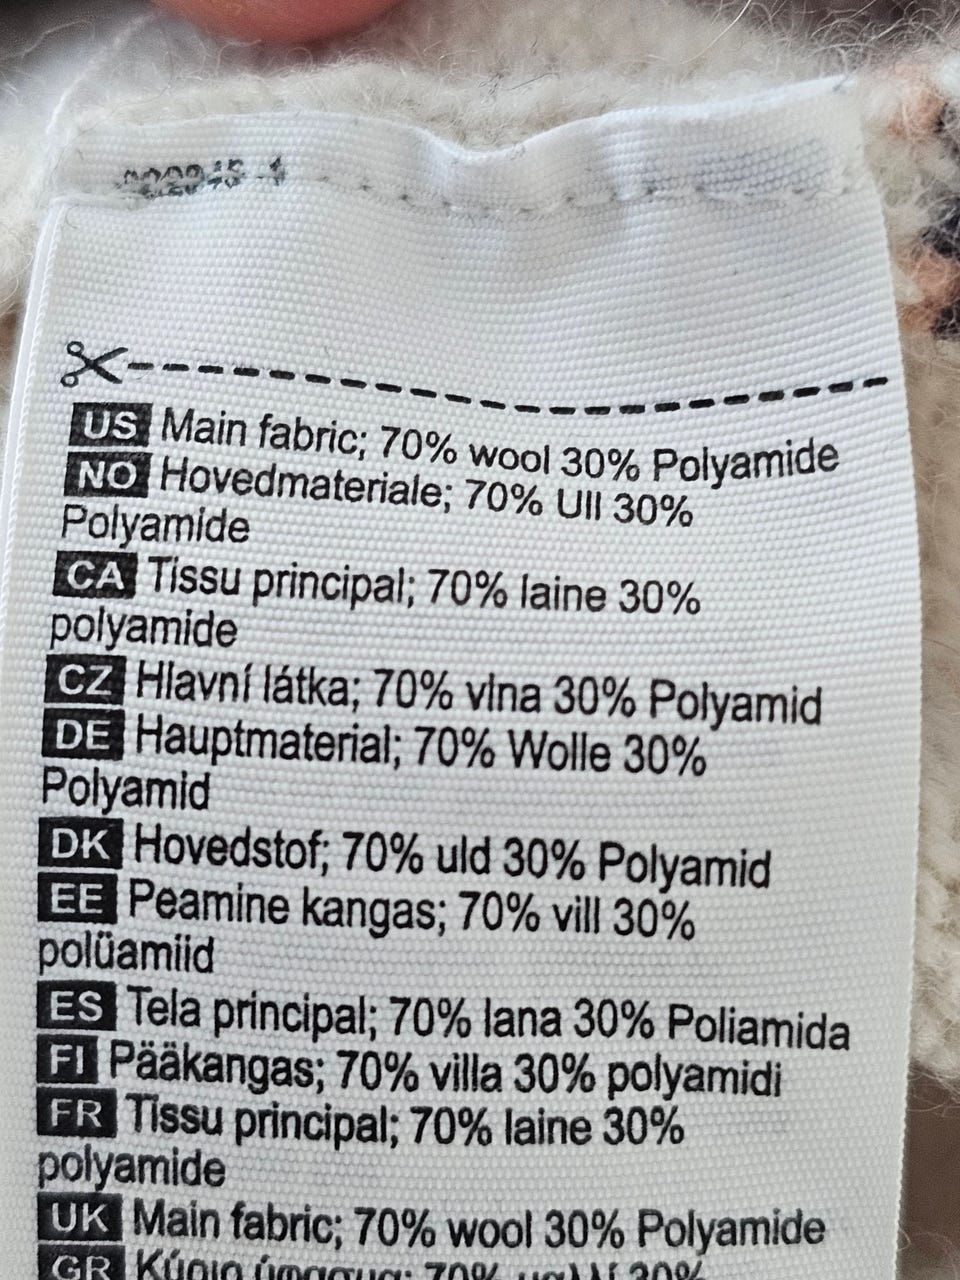 US Main fabric; 70% wool 30% Polyamide
NO Hovedmateriale; 70% Ull 30%
Polyamide
CA Tissu principal; 70% laine 30%
polyamide
CZ Hlavní látka; 70% vlna 30% Polyamid
DE Hauptmaterial; 70% Wolle 30%
Polyamid
DK Hovedstof; 70% uld 30% Polyamid
EE Peamine kangas; 70% vill 30%
polüamiid
ES Tela principal; 70% lana 30% Poliamida
FI Pääkangas; 70% villa 30% polyamidi
FR Tissu principal; 70% laine 30%
polyamide
UK Main fabric; 70% wool 30% Polyamide
GR 70% 30%